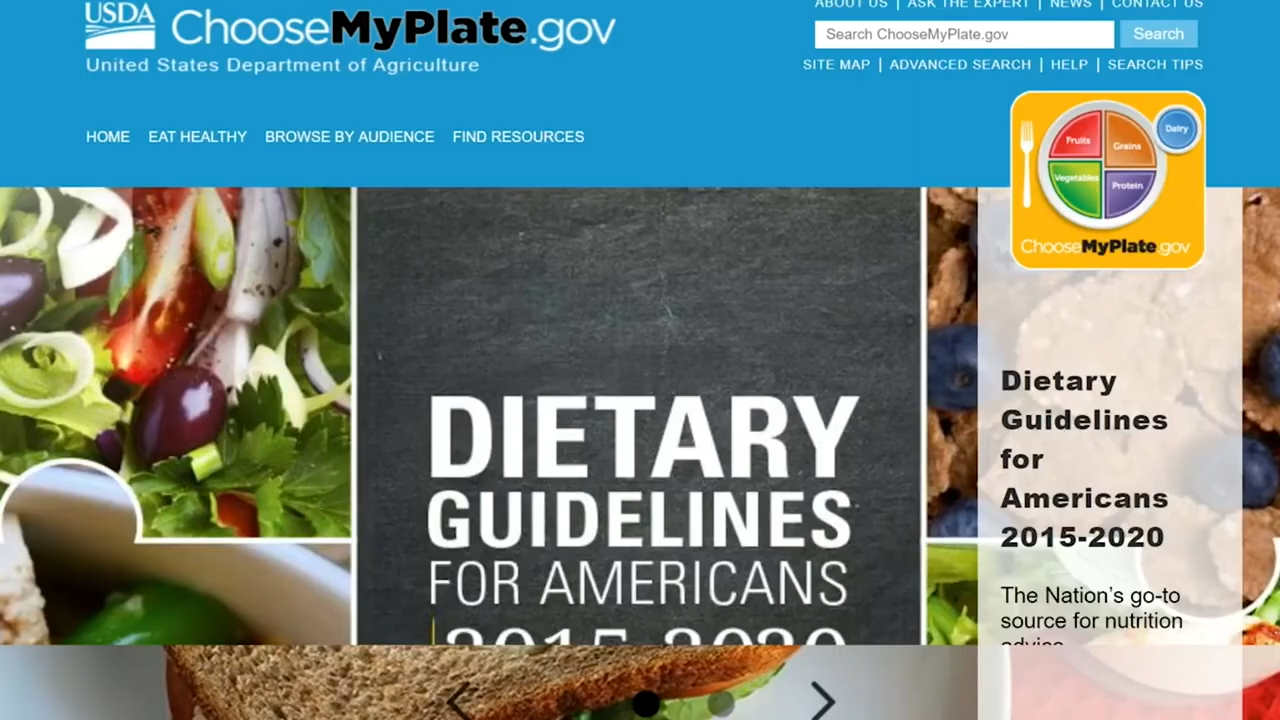 USDA
ChooseMyPlate.gov
United States Department of Agriculture
ABOUT US | ASK THE EXPERT | NEWS | CONTACT US
Search ChooseMyPlate.gov
Search
SITE MAP | ADVANCED SEARCH | HELP | SEARCH TIPS
HOME EAT HEALTHY BROWSE BY AUDIENCE FIND RESOURCES
Dairy
Fruits
Grains
Vegetables
Protein
ChooseMyPlate.gov
DIETARY
GUIDELINES
FOR AMERICANS
2015-2020
Dietary
Guidelines
for
Americans
2015-2020
The Nation’s go-to
source for nutrition
advice